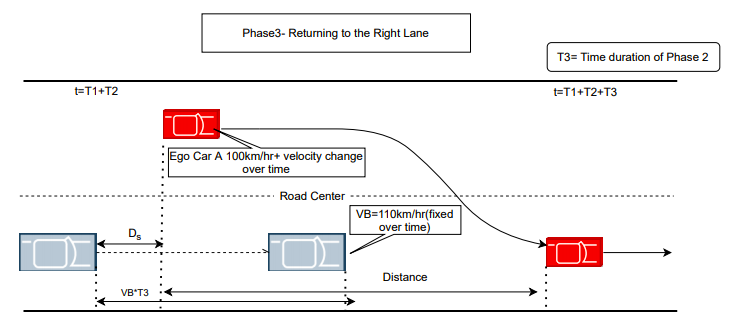 Phase3- Returning to the Right Lane
T3= Time duration of Phase 2
t=T1+T2
t=T1+T2+T3
Ego Car A 100km/hr+ velocity change
over time
Road Center
VB=110km/hr(fixed
over time)
Ds
Distance
VB*T3